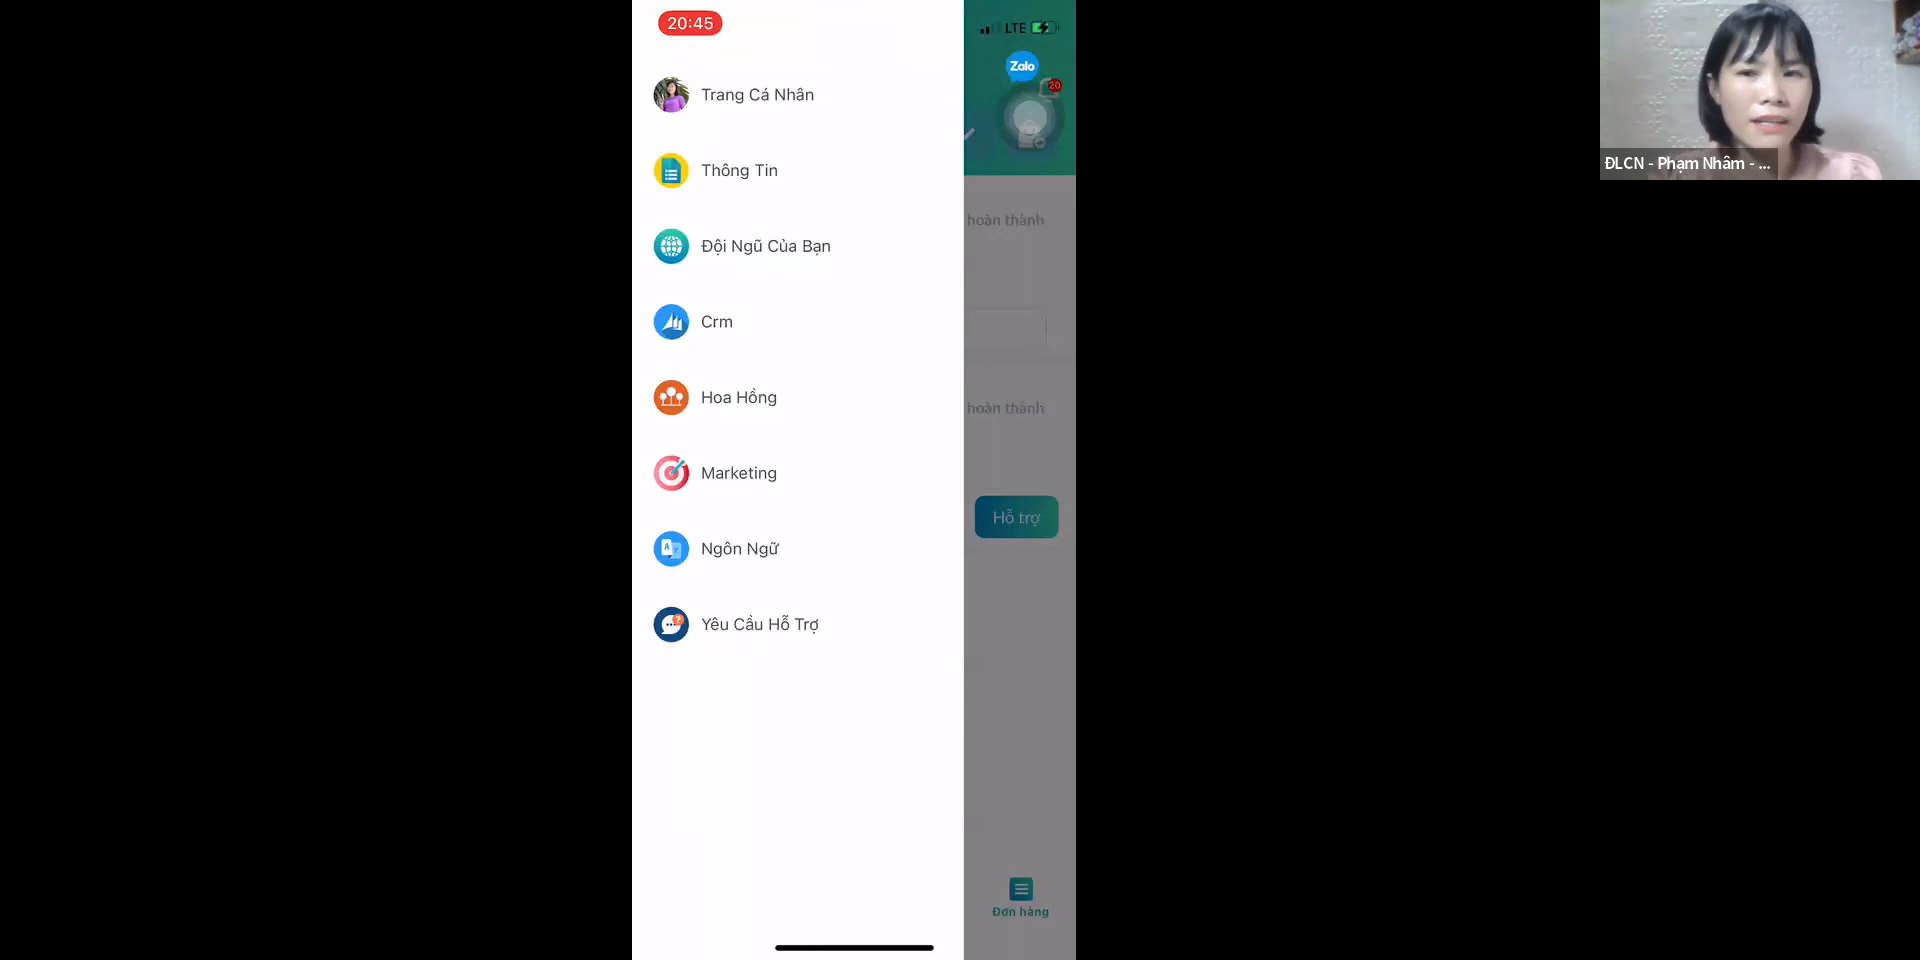 20:45
LTE
Zalo
20
Trang Cá Nhân
Thông Tin
hoàn thành
Đội Ngũ Của Bạn
Crm
Hoa Hồng
hoàn thành
Marketing
Hỗ trợ
Ngôn Ngữ
Yêu Cầu Hỗ Trợ
Đơn hàng
ĐLCN - Phạm Nhâm - ...